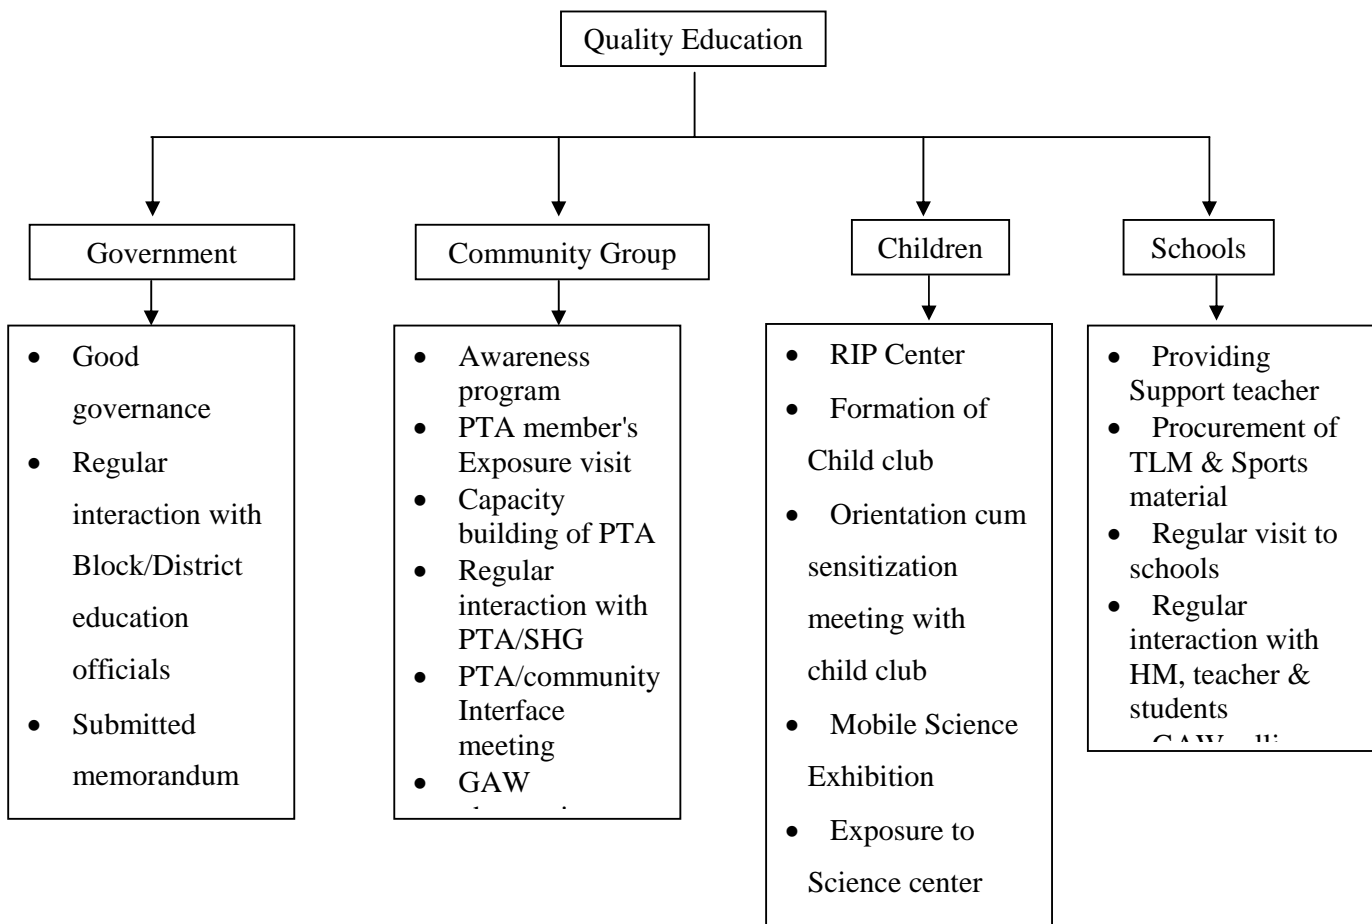 Quality Education
Government
Community Group
Children
Schools
• Good
governance
• Regular
interaction with
Block/District
education
officials
• Submitted
memorandum
• Awareness
program
• PTA member's
Exposure visit
• Capacity
building of PTA
• Regular
interaction with
PTA/SHG
• PTA/community
Interface
meeting
• GAW
• RIP Center
• Formation of
Child club
• Orientation cum
sensitization
meeting with
child club
• Mobile Science
Exhibition
• Exposure to
Science center
• Providing
Support teacher
• Procurement of
TLM & Sports
material
• Regular visit to
schools
• Regular
interaction with
HM, teacher &
students
• GAW